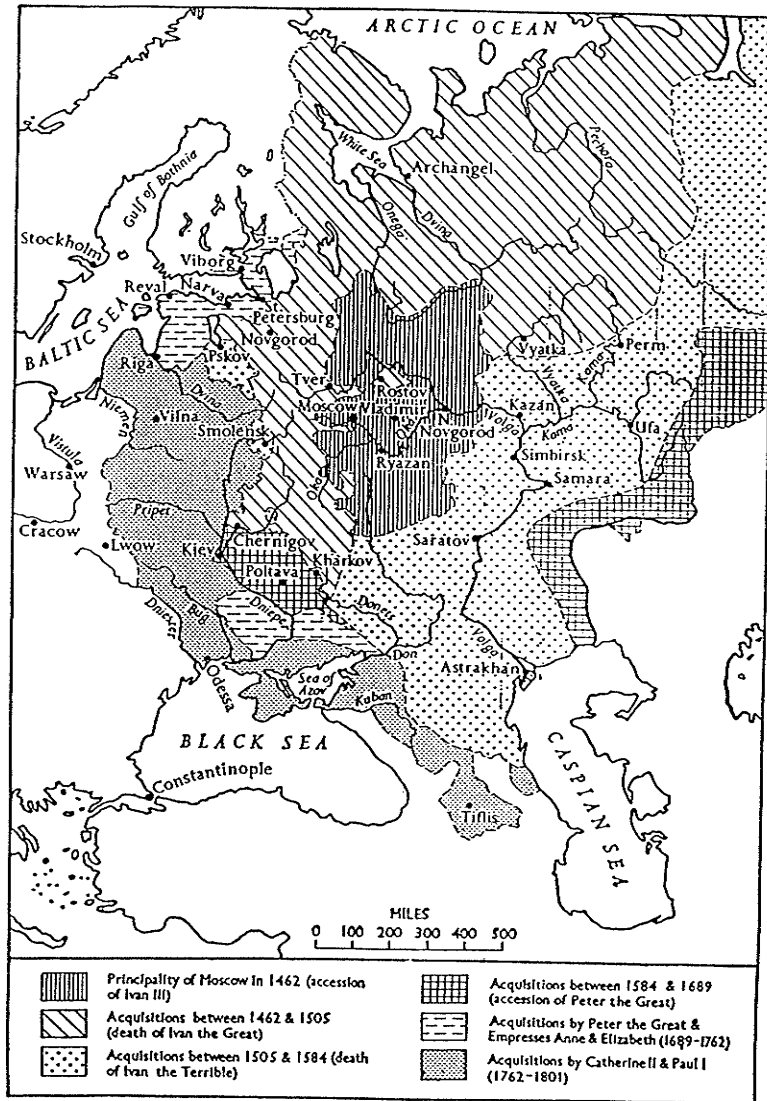 ARCTIC OCEAN
White Sea
Archangel
Pechora
Gulf of Bothnia
Onega
Dvina
Stockholm
Viborg
Reval
Narva
Petersburg
Novgorod
BALTIC SEA
Riga
Pskov
Vyatka
Perm
Tver
Rostov
Vyatka
Kama
Dvina
Niemen
Vilna
Moscow
Vladimir
N.
Novgorod
Volga
Kazan
Kama
Ufa
Smolensk
Oka
Ryazan
Simbirsk
Samara
Vistula
Warsaw
Oka
Pripet
Cracow
Lwow
Kiev
Chernigov
Saratov
Poltava
Kharkov
Donets
Dniester
Bug
Dnieper
Don
Volga
Astrakhan
Odessa
Sea of
Azov
Kuban
BLACK SEA
CASPIAN SEA
Constantinople
Tiflis
MILES
0 100 200 300 400 500
Principality of Moscow in 1462 (accession
of Ivan III)
Acquisitions between 1462 & 1505
(death of Ivan the Great)
Acquisitions between 1505 & 1584 (death
of Ivan the Terrible)
Acquisitions between 1584 & 1689
(accession of Peter the Great)
Acquisitions by Peter the Great &
Empresses Anne & Elizabeth (1689-1762)
Acquisitions by Catherine II & Paul I
(1762-1801)